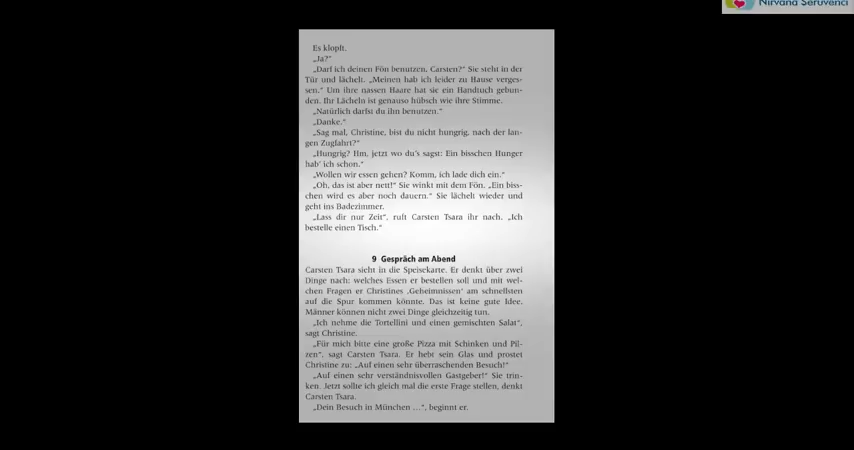 Nirvana Serüvenci
Es klopft.
„Ja?“
„Darf ich deinen Fön benutzen, Carsten?“ Sie steht in der
Tür und lächelt. „Meinen hab ich leider zu Hause verges-
sen.“ Um ihre nassen Haare hat sie ein Handtuch gebun-
den. Ihr Lächeln ist genauso hübsch wie ihre Stimme.
„Natürlich darfst du ihn benutzen.“
„Danke.“
„Sag mal, Christine, bist du nicht hungrig, nach der lan-
gen Zugfahrt?“
„Hungrig? Hm, jetzt wo du’s sagst: Ein bisschen Hunger
hab’ ich schon.“
„Wollen wir essen gehen? Komm, ich lade dich ein.“
„Oh, das ist aber nett!“ Sie winkt mit dem Fön. „Ein biss-
chen wird es aber noch dauern.“ Sie lächelt wieder und
geht ins Badezimmer.
„Lass dir nur Zeit“, ruft Carsten Tsara ihr nach. „Ich
bestelle einen Tisch.“
9 Gespräch am Abend
Carsten Tsara sieht in die Speisekarte. Er denkt über zwei
Dinge nach: welches Essen er bestellen soll und mit wel-
chen Fragen er Christines ‚Geheimnissen‘ am schnellsten
auf die Spur kommen könnte. Das ist keine gute Idee.
Männer können nicht zwei Dinge gleichzeitig tun.
„Ich nehme die Tortellini und einen gemischten Salat“,
sagt Christine.
„Für mich bitte eine große Pizza mit Schinken und Pil-
zen“, sagt Carsten Tsara. Er hebt sein Glas und prostet
Christine zu: „Auf einen sehr überraschenden Besuch!“
„Auf einen sehr verständnisvollen Gastgeber!“ Sie trin-
ken. Jetzt sollte ich gleich mal die erste Frage stellen, denkt
Carsten Tsara.
„Dein Besuch in München ...“, beginnt er.